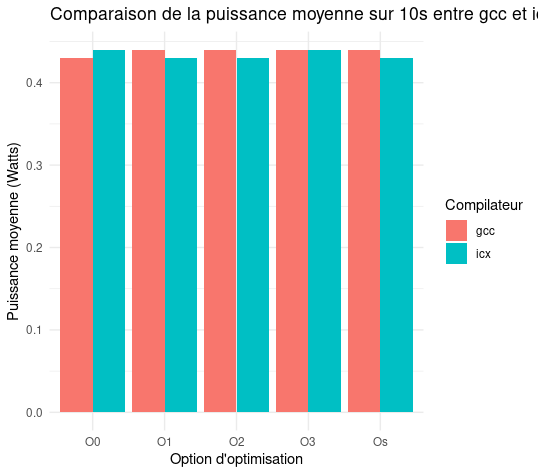 Comparaison de la puissance moyenne sur 10s entre gcc et
Puissance moyenne (Watts)
0.4
0.3
0.2
0.1
0.0
O0 O1 O2 O3 Os
Option d'optimisation
Compilateur
gcc
icx